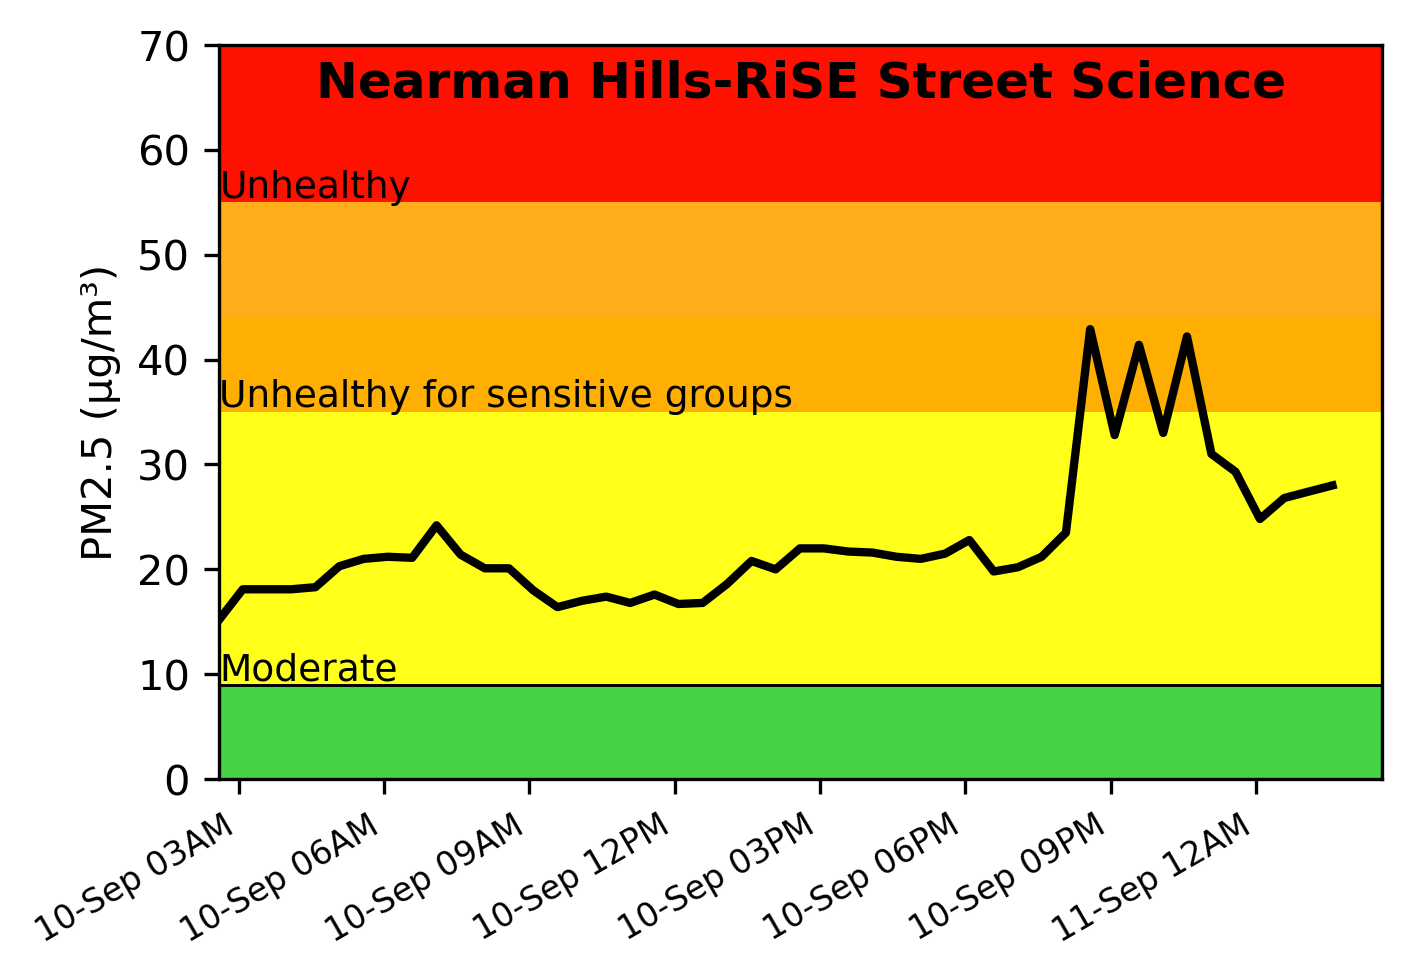 Nearman Hills-RiSE Street Science
70
60
50
40
30
20
10
0
PM2.5 (µg/m³)
Unhealthy
Unhealthy for sensitive groups
Moderate
10-Sep 03AM
10-Sep 06AM
10-Sep 09AM
10-Sep 12PM
10-Sep 03PM
10-Sep 06PM
10-Sep 09PM
11-Sep 12AM